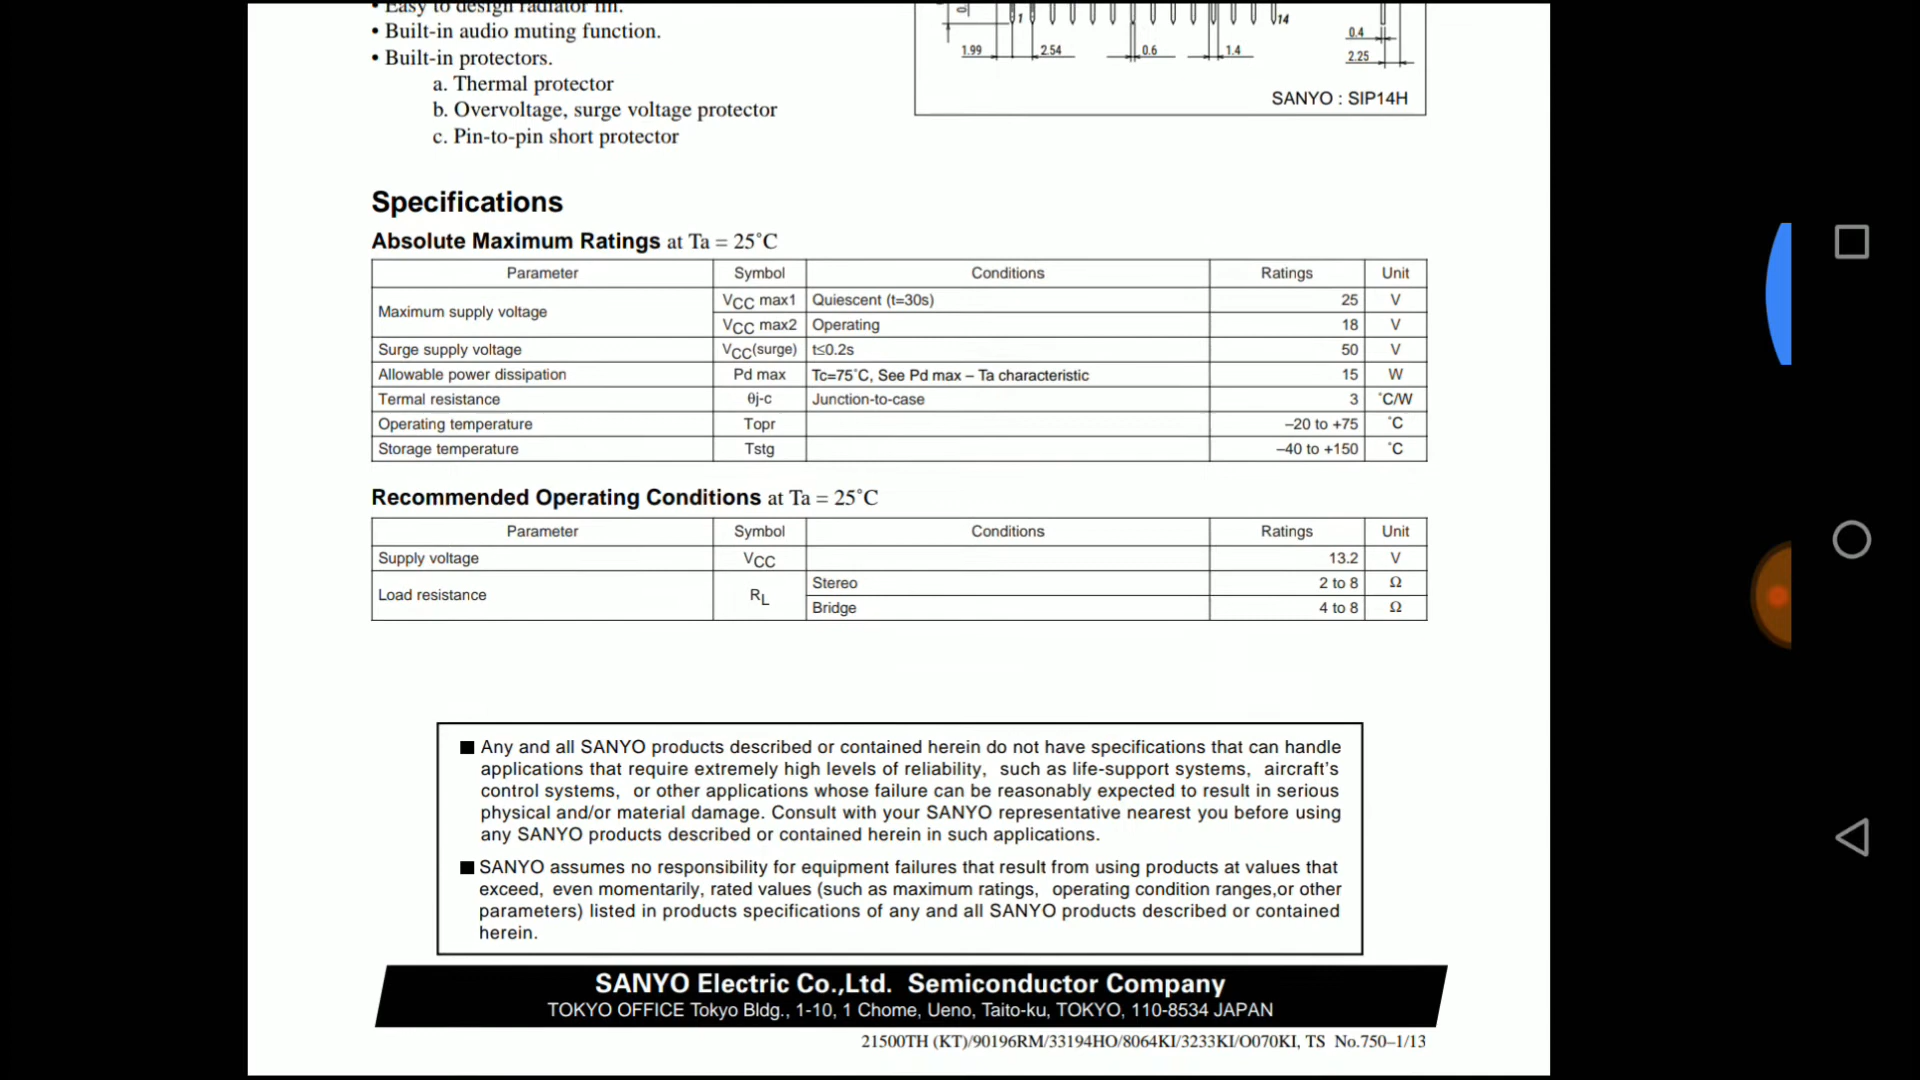 • Easy to design radiator fin.
• Built-in audio muting function.
• Built-in protectors.
a. Thermal protector
b. Overvoltage, surge voltage protector
c. Pin-to-pin short protector
1 14
1.99 2.54 0.6 1.4
0.4
2.25
SANYO : SIP14H
Specifications
Absolute Maximum Ratings at Ta = 25˚C
Parameter Symbol Conditions Ratings Unit
Maximum supply voltage VCC max1 Quiescent (t=30s) 25 V
VCC max2 Operating 18 V
Surge supply voltage VCC(surge) t≤0.2s 50 V
Allowable power dissipation Pd max Tc=75˚C, See Pd max – Ta characteristic 15 W
Termal resistance θj-c Junction-to-case 3 ˚C/W
Operating temperature Topr –20 to +75 ˚C
Storage temperature Tstg –40 to +150 ˚C
Recommended Operating Conditions at Ta = 25˚C
Parameter Symbol Conditions Ratings Unit
Supply voltage VCC 13.2 V
Load resistance RL Stereo 2 to 8 Ω
Bridge 4 to 8 Ω
■ Any and all SANYO products described or contained herein do not have specifications that can handle
applications that require extremely high levels of reliability, such as life-support systems, aircraft's
control systems, or other applications whose failure can be reasonably expected to result in serious
physical and/or material damage. Consult with your SANYO representative nearest you before using
any SANYO products described or contained herein in such applications.
■ SANYO assumes no responsibility for equipment failures that result from using products at values that
exceed, even momentarily, rated values (such as maximum ratings, operating condition ranges,or other
parameters) listed in products specifications of any and all SANYO products described or contained
herein.
SANYO Electric Co.,Ltd. Semiconductor Company
TOKYO OFFICE Tokyo Bldg., 1-10, 1 Chome, Ueno, Taito-ku, TOKYO, 110-8534 JAPAN
21500TH (KT)/90196RM/33194HO/8064KI/3233KI/O070KI, TS No.750–1/13